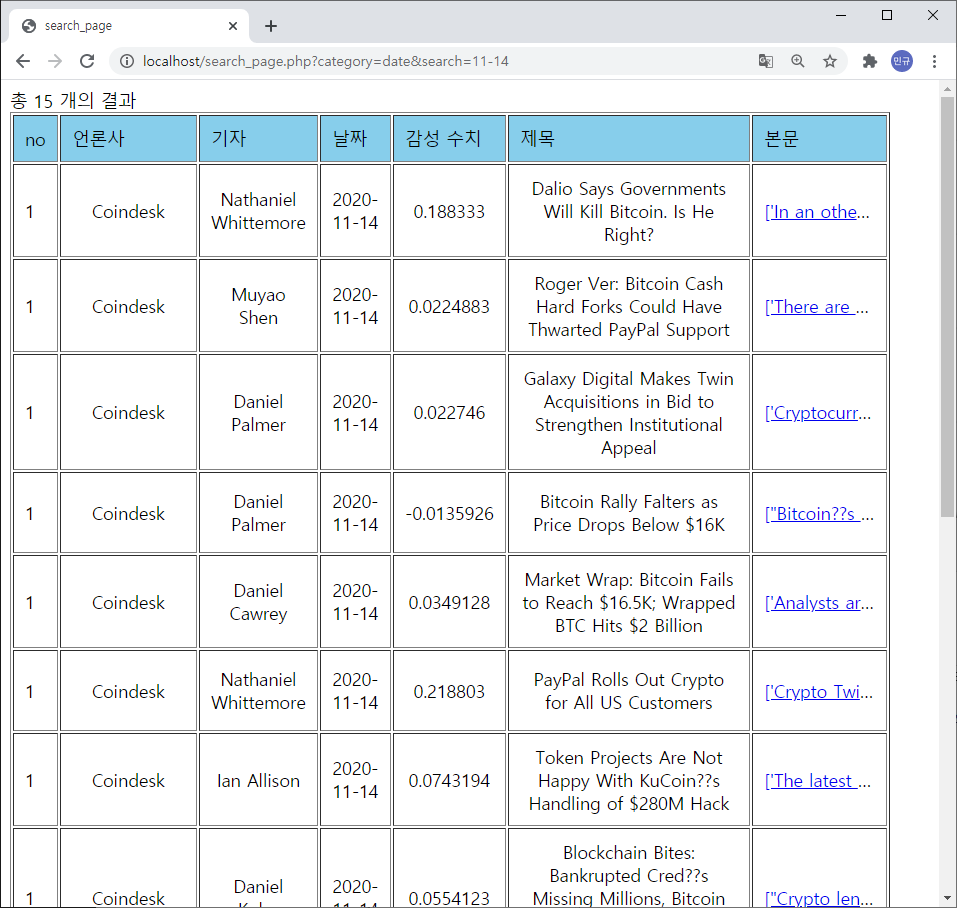 search_page
localhost/search_page.php?category=date&search=11-14
민규
총 15 개의 결과
no 언론사 기자 날짜 감성 수치 제목 본문
1 Coindesk Nathaniel Whittemore 2020-11-14 0.188333 Dalio Says Governments Will Kill Bitcoin. Is He Right? ['In an othe...
1 Coindesk Muyao Shen 2020-11-14 0.0224883 Roger Ver: Bitcoin Cash Hard Forks Could Have Thwarted PayPal Support ['There are ...
1 Coindesk Daniel Palmer 2020-11-14 0.022746 Galaxy Digital Makes Twin Acquisitions in Bid to Strengthen Institutional Appeal ['Cryptocurr...
1 Coindesk Daniel Palmer 2020-11-14 -0.0135926 Bitcoin Rally Falters as Price Drops Below $16K ["Bitcoin??s ...
1 Coindesk Daniel Cawrey 2020-11-14 0.0349128 Market Wrap: Bitcoin Fails to Reach $16.5K; Wrapped BTC Hits $2 Billion ['Analysts ar...
1 Coindesk Nathaniel Whittemore 2020-11-14 0.218803 PayPal Rolls Out Crypto for All US Customers ['Crypto Twi...
1 Coindesk Ian Allison 2020-11-14 0.0743194 Token Projects Are Not Happy With KuCoin??s Handling of $280M Hack ['The latest ...
1 Coindesk Daniel 2020-11-14 0.0554123 Blockchain Bites: Bankrupted Cred??s Missing Millions, Bitcoin ["Crypto len...